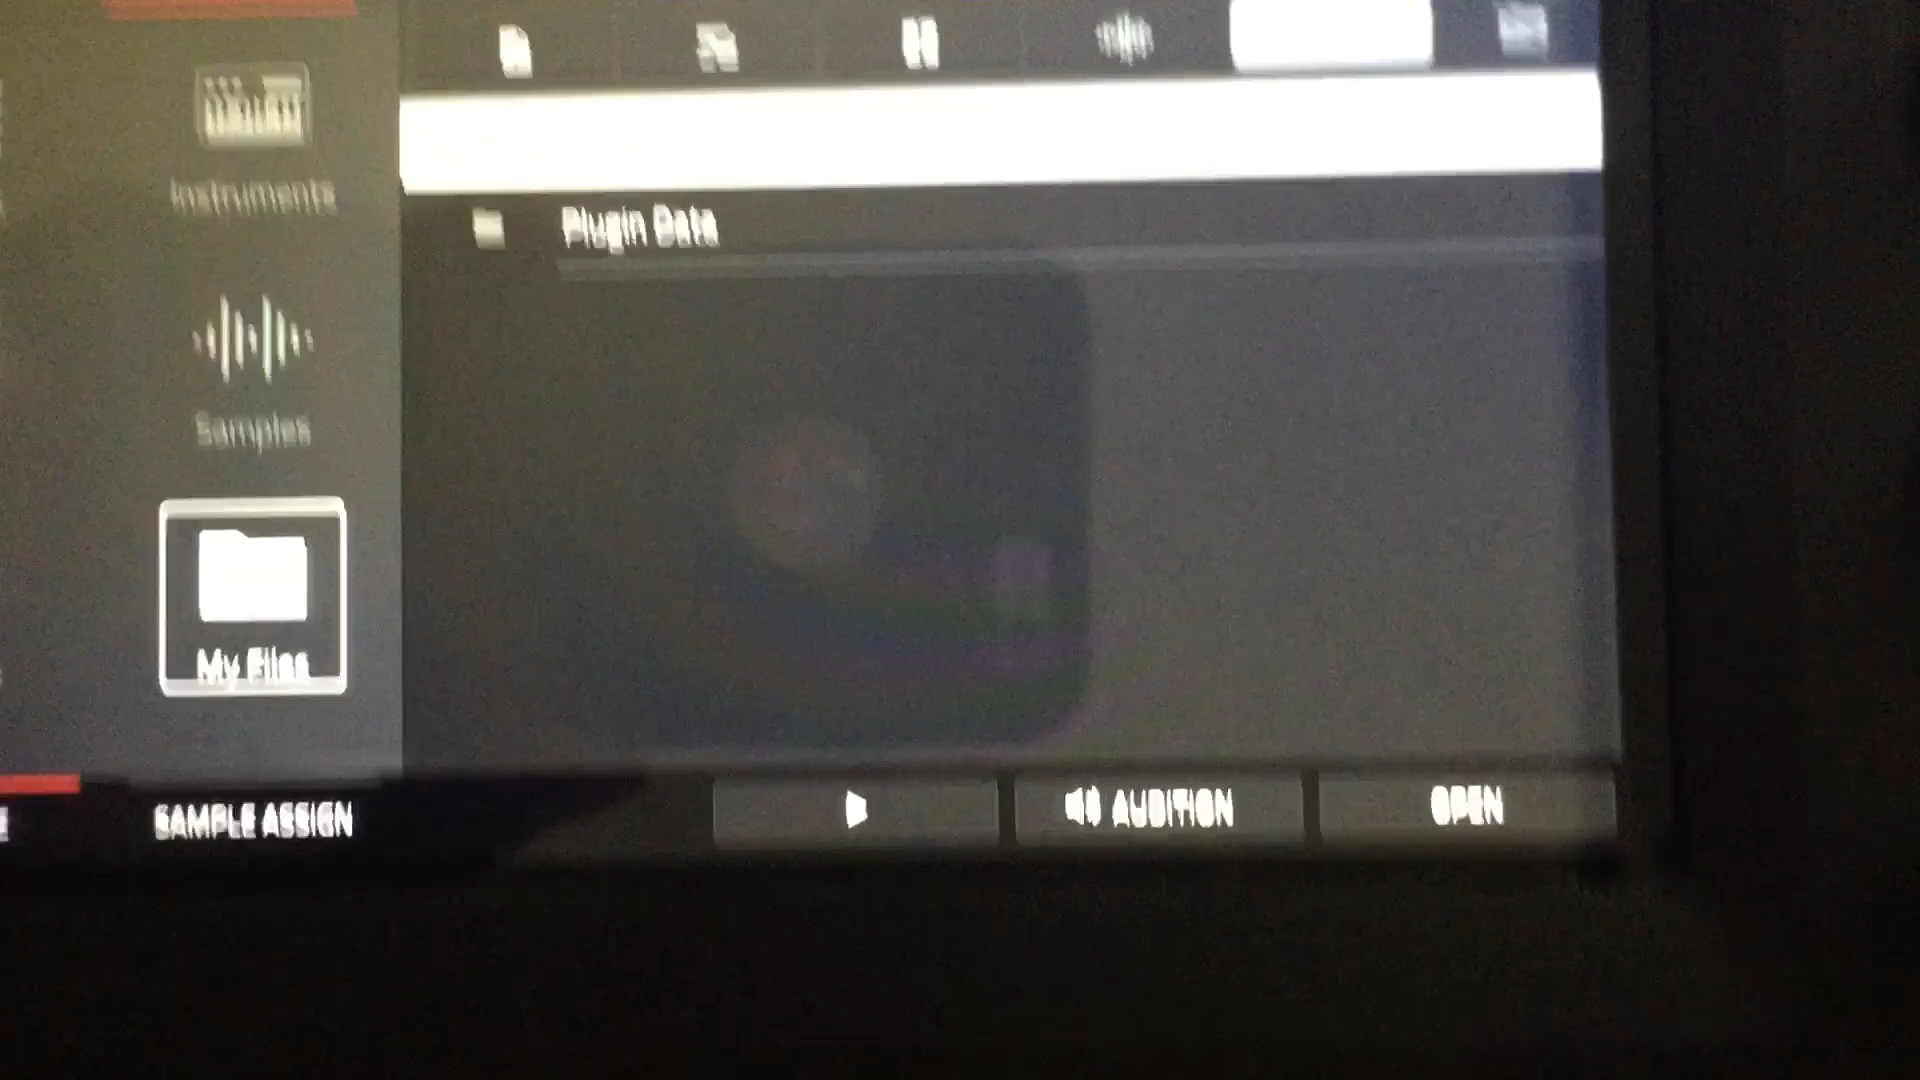 Instruments
Plugin Data
Samples
My Files
SAMPLE ASSIGN
AUDITION
OPEN